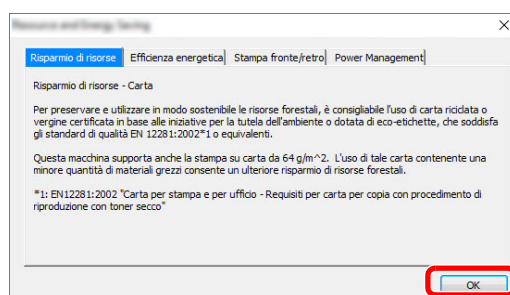 Resource and Energy Saving
Risparmio di risorse Efficienza energetica Stampa fronte/retro Power Management
Risparmio di risorse - Carta
Per preservare e utilizzare in modo sostenibile le risorse forestali, è consigliabile l'uso di carta riciclata o
vergine certificata in base alle iniziative per la tutela dell'ambiente o dotata di eco-etichette, che soddisfa
gli standard di qualità EN 12281:2002*1 o equivalenti.
Questa macchina supporta anche la stampa su carta da 64 g/m^2. L'uso di tale carta contenente una
minore quantità di materiali grezzi consente un ulteriore risparmio di risorse forestali.
*1: EN12281:2002 "Carta per stampa e per ufficio - Requisiti per carta per copia con procedimento di
riproduzione con toner secco"
OK